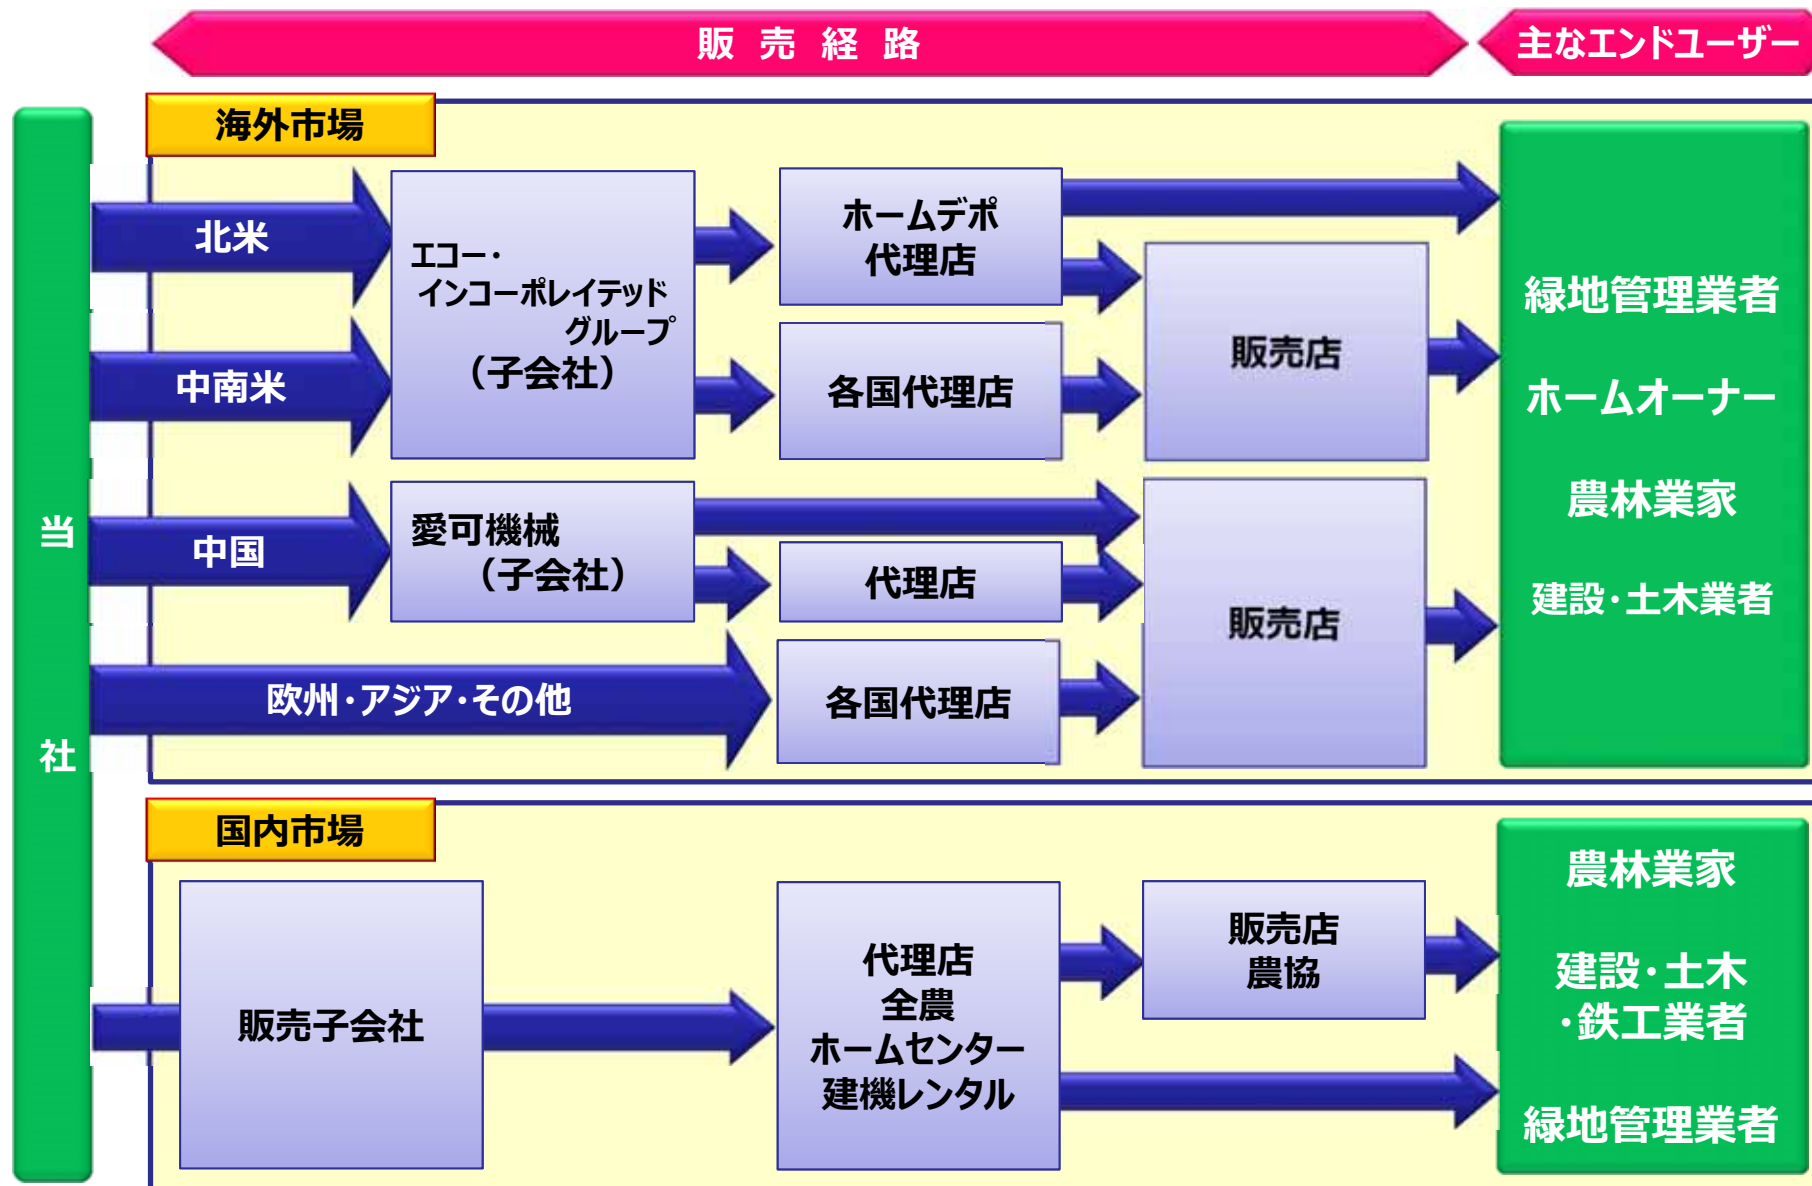 販売経路
主なエンドユーザー
当
社
海外市場
北米
中南米
エコー・
インコーポレイテッド
グループ
（子会社）
ホームデポ
代理店
各国代理店
販売店
中国
愛可機械
（子会社）
代理店
欧州・アジア・その他
各国代理店
販売店
緑地管理業者
ホームオーナー
農林業家
建設・土木業者
国内市場
販売子会社
代理店
全農
ホームセンター
建機レンタル
販売店
農協
農林業家
建設・土木
・鉄工業者
緑地管理業者